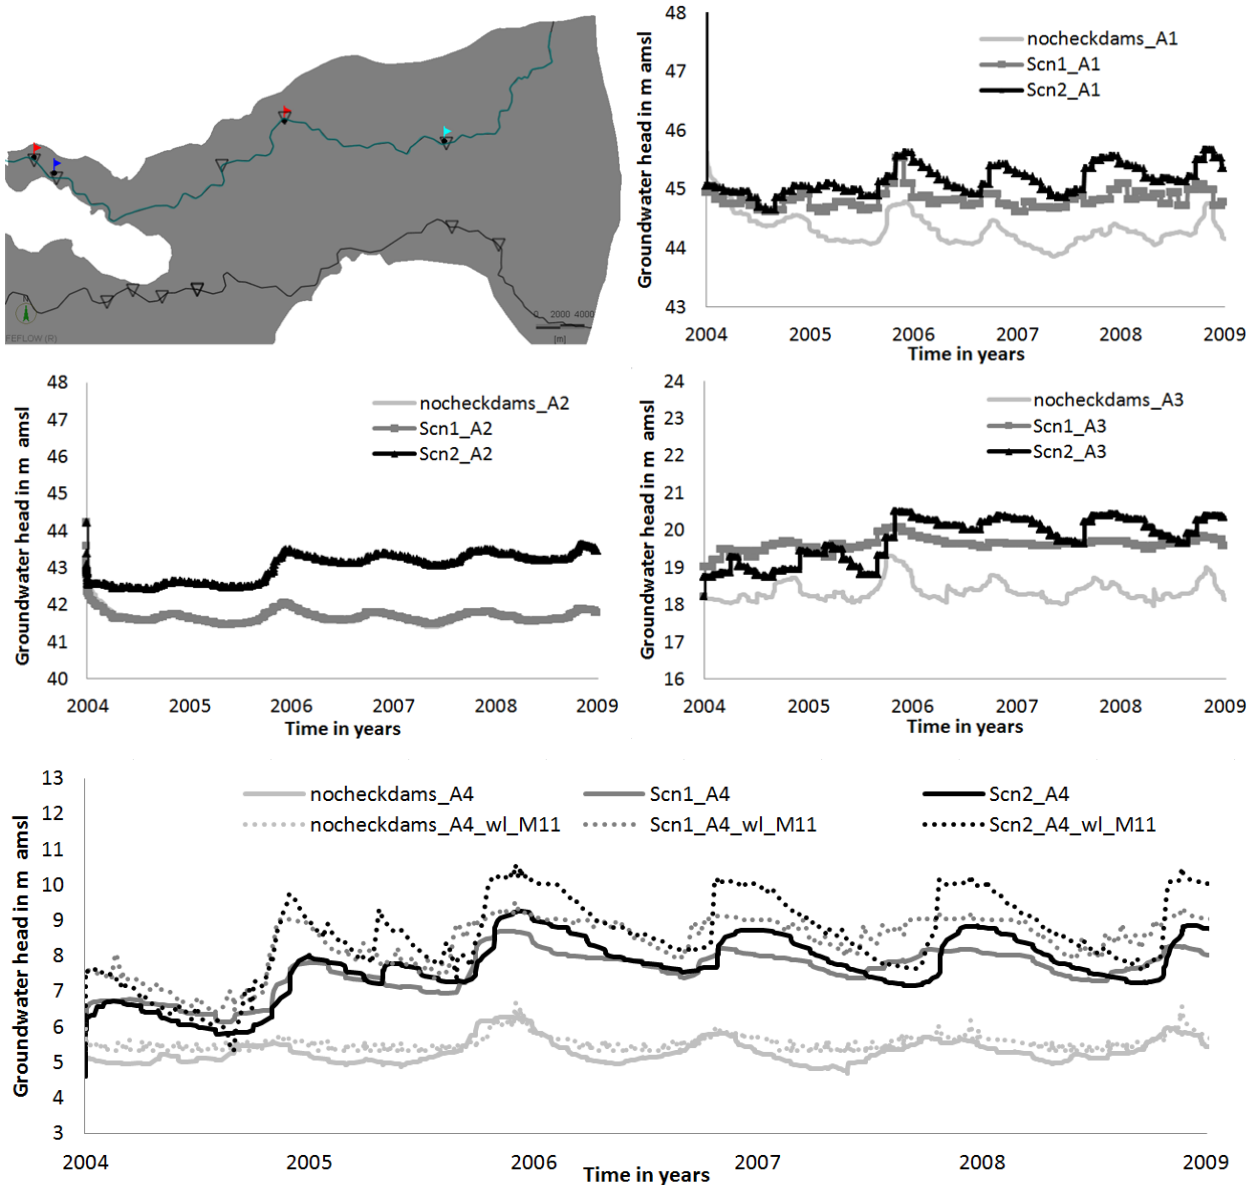 N
FEFLOW (R)
0 2000 4000
[m]
Groundwater head in m amsl
48
47
46
45
44
43
nocheckdams_A1
Scn1_A1
Scn2_A1
2004 2005 2006 2007 2008 2009
Time in years
Groundwater head in m amsl
48
47
46
45
44
43
42
41
40
nocheckdams_A2
Scn1_A2
Scn2_A2
2004 2005 2006 2007 2008 2009
Time in years
Groundwater head in m amsl
24
23
22
21
20
19
18
17
16
nocheckdams_A3
Scn1_A3
Scn2_A3
2004 2005 2006 2007 2008 2009
Time in years
Groundwater head in m amsl
13
12
11
10
9
8
7
6
5
4
3
nocheckdams_A4 Scn1_A4 Scn2_A4
nocheckdams_A4_wl_M11 Scn1_A4_wl_M11 Scn2_A4_wl_M11
2004 2005 2006 2007 2008 2009
Time in years